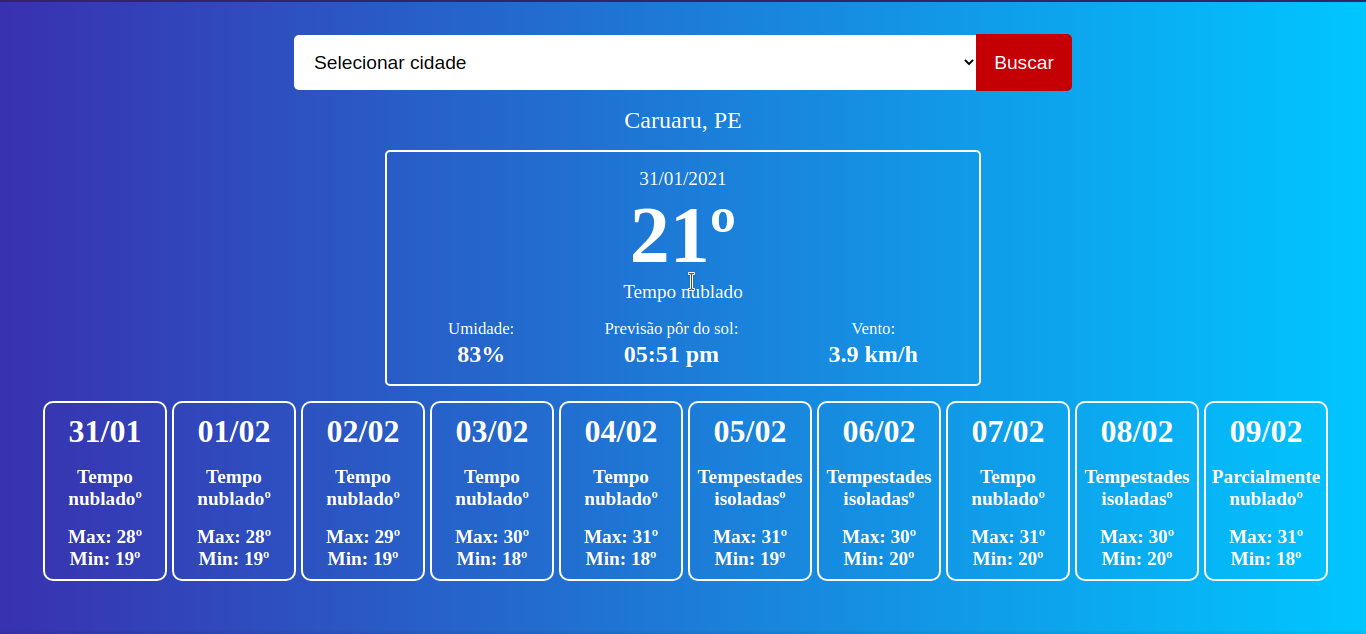 Selecionar cidade
Buscar
Caruaru, PE
31/01/2021
21º
Tempo nublado
Umidade:
83%
Previsão pôr do sol:
05:51 pm
Vento:
3.9 km/h
31/01
Tempo
nubladoº
Max: 28º
Min: 19º
01/02
Tempo
nubladoº
Max: 28º
Min: 19º
02/02
Tempo
nubladoº
Max: 29º
Min: 19º
03/02
Tempo
nubladoº
Max: 30º
Min: 18º
04/02
Tempo
nubladoº
Max: 31º
Min: 18º
05/02
Tempestades
isoladasº
Max: 31º
Min: 19º
06/02
Tempestades
isoladasº
Max: 30º
Min: 20º
07/02
Tempo
nubladoº
Max: 31º
Min: 20º
08/02
Tempestades
isoladasº
Max: 30º
Min: 20º
09/02
Parcialmente
nubladoº
Max: 31º
Min: 18º